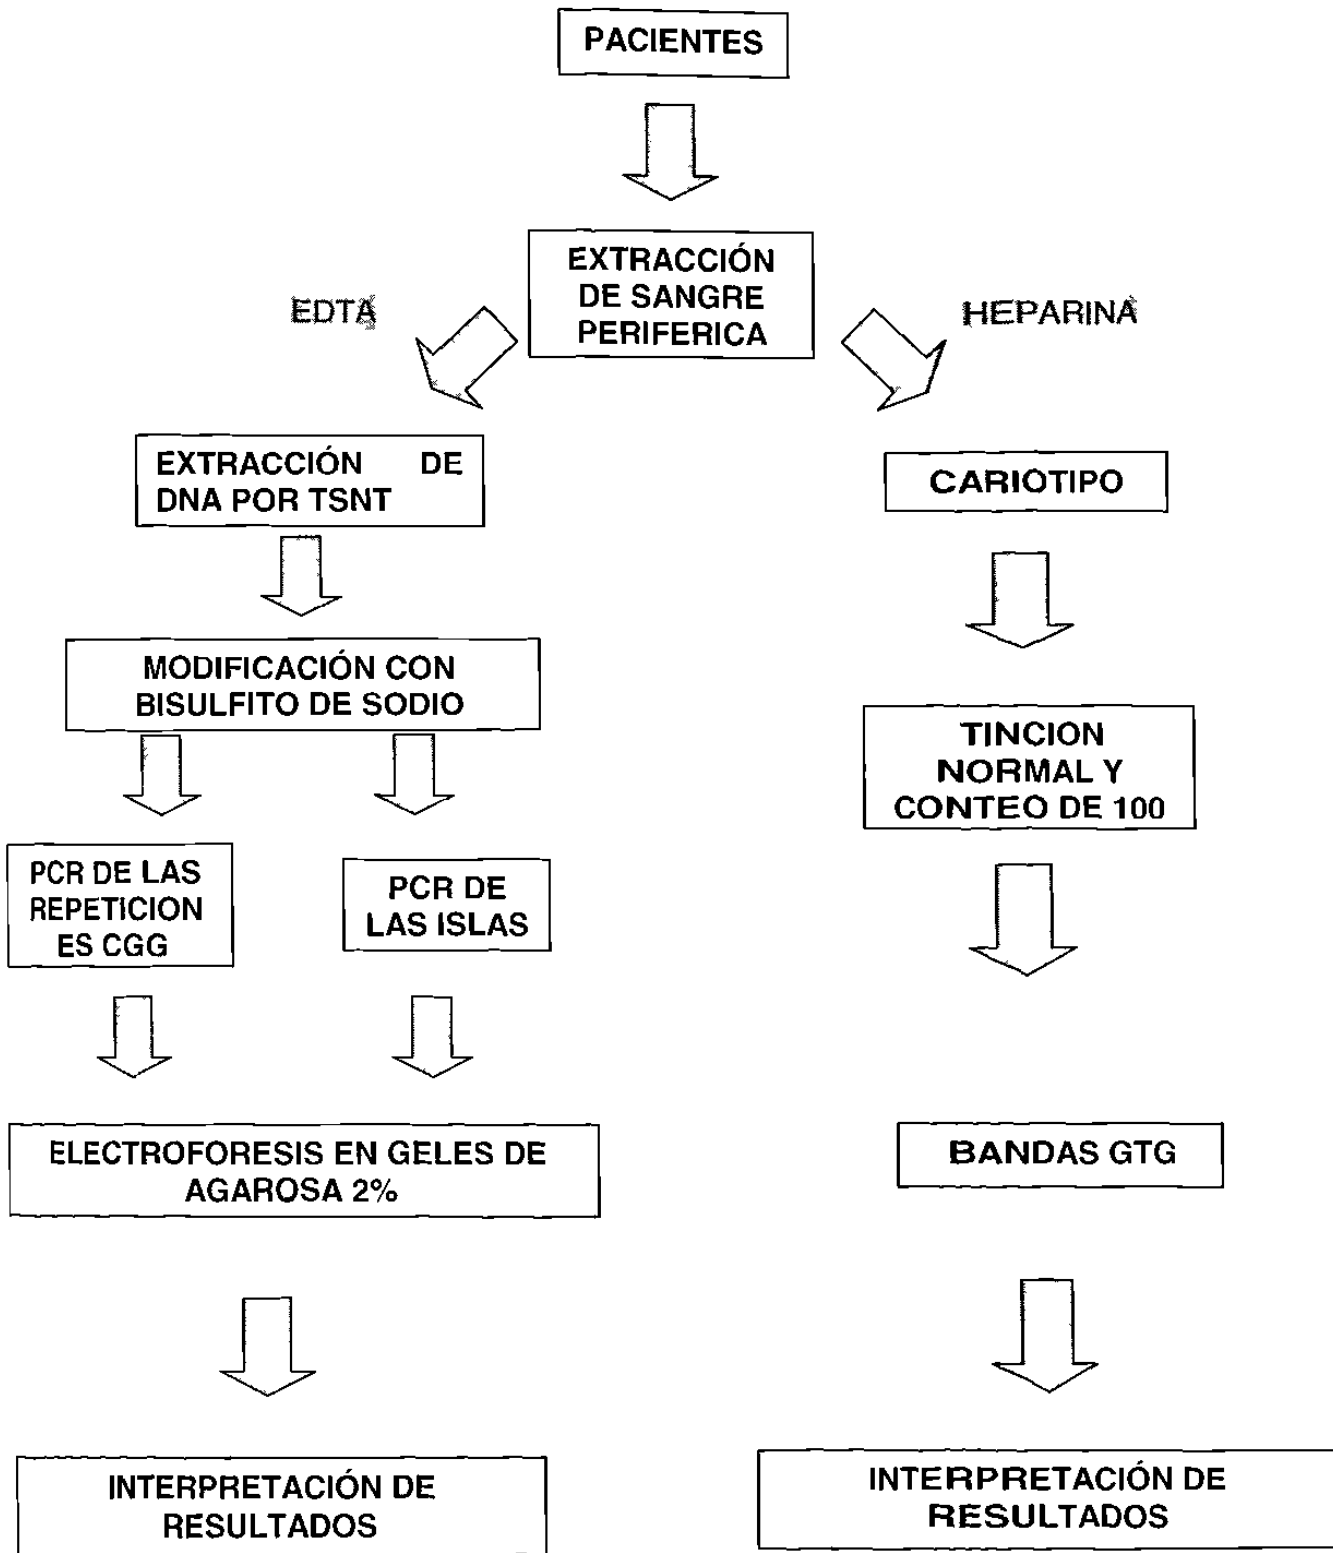 PACIENTES
EXTRACCIÓN
DE SANGRE
PERIFERICA
EDTA
HEPARINA
EXTRACCIÓN DE
DNA POR TSNT
CARIOTIPO
MODIFICACIÓN CON
BISULFITO DE SODIO
TINCION
NORMAL Y
CONTEO DE 100
PCR DE LAS
REPETICION
ES CGG
PCR DE
LAS ISLAS
ELECTROFORESIS EN GELES DE
AGAROSA 2%
BANDAS GTG
INTERPRETACIÓN DE
RESULTADOS
INTERPRETACIÓN DE
RESULTADOS